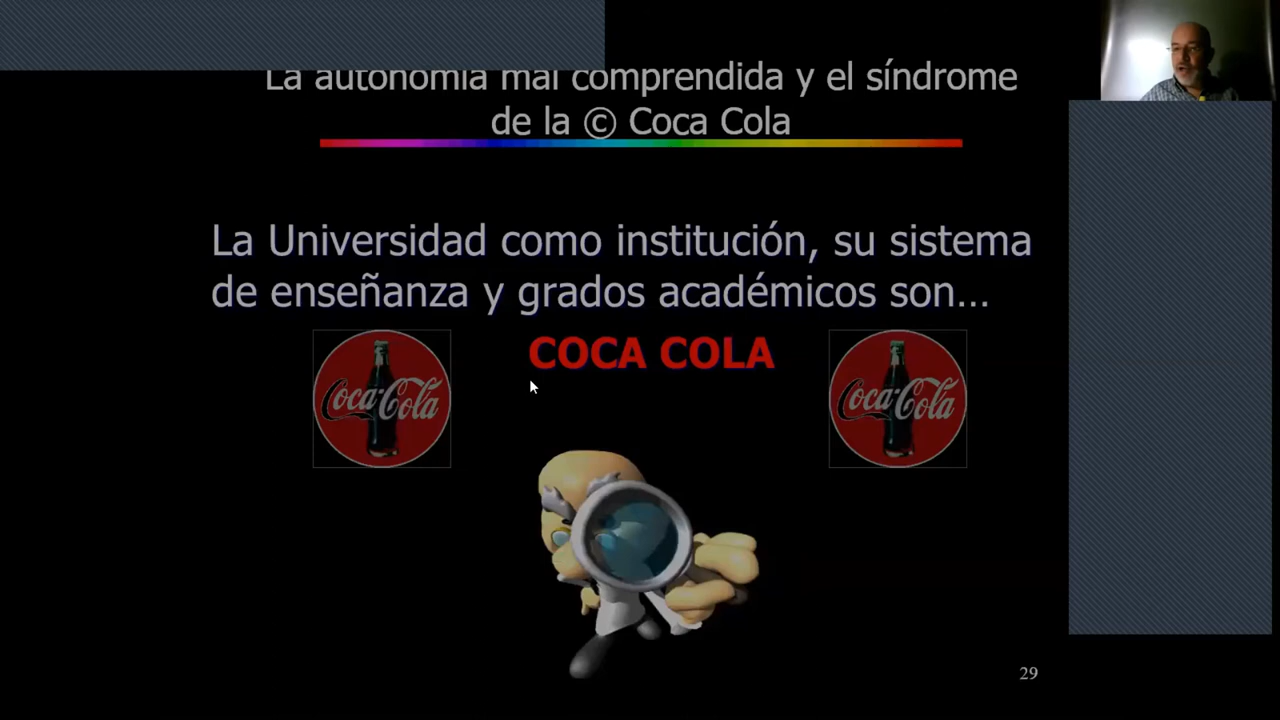 La autonomía mal comprendida y el síndrome
de la © Coca Cola
La Universidad como institución, su sistema
de enseñanza y grados académicos son...
COCA COLA
Coca-Cola
Coca-Cola
29